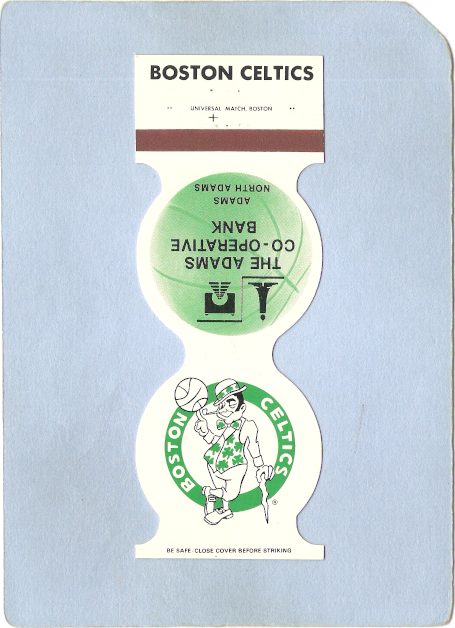 BOSTON CELTICS
UNIVERSAL MATCH, BOSTON
THE ADAMS
CO-OPERATIVE
BANK
ADAMS
NORTH ADAMS
BOSTON CELTICS
BE SAFE-CLOSE COVER BEFORE STRIKING